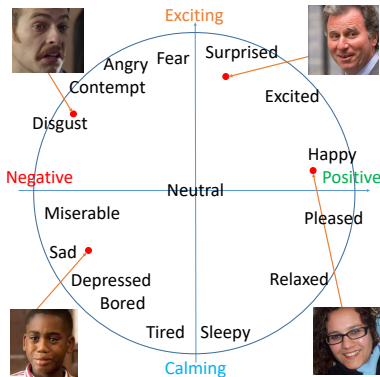 Exciting
Fear
Surprised
Angry
Contempt
Excited
Disgust
Happy
Negative
Neutral
Positive
Miserable
Pleased
Sad
Depressed
Relaxed
Bored
Tired
Sleepy
Calming